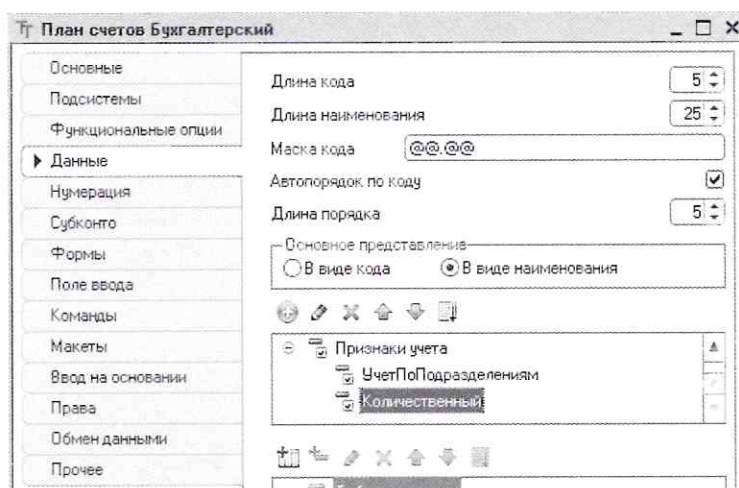 План счетов Бухгалтерский
Основные
Подсистемы
Функциональные опции
Данные
Нумерация
Субконто
Формы
Поле ввода
Команды
Макеты
Ввод на основании
Права
Обмен данными
Прочее
Длина кода 5
Длина наименования 25
Маска кода @@.@@
Автопорядок по коду
Длина порядка 5
Основное представление
В виде кода В виде наименования
Признаки учета
УчетПоПодразделениям
Количественный